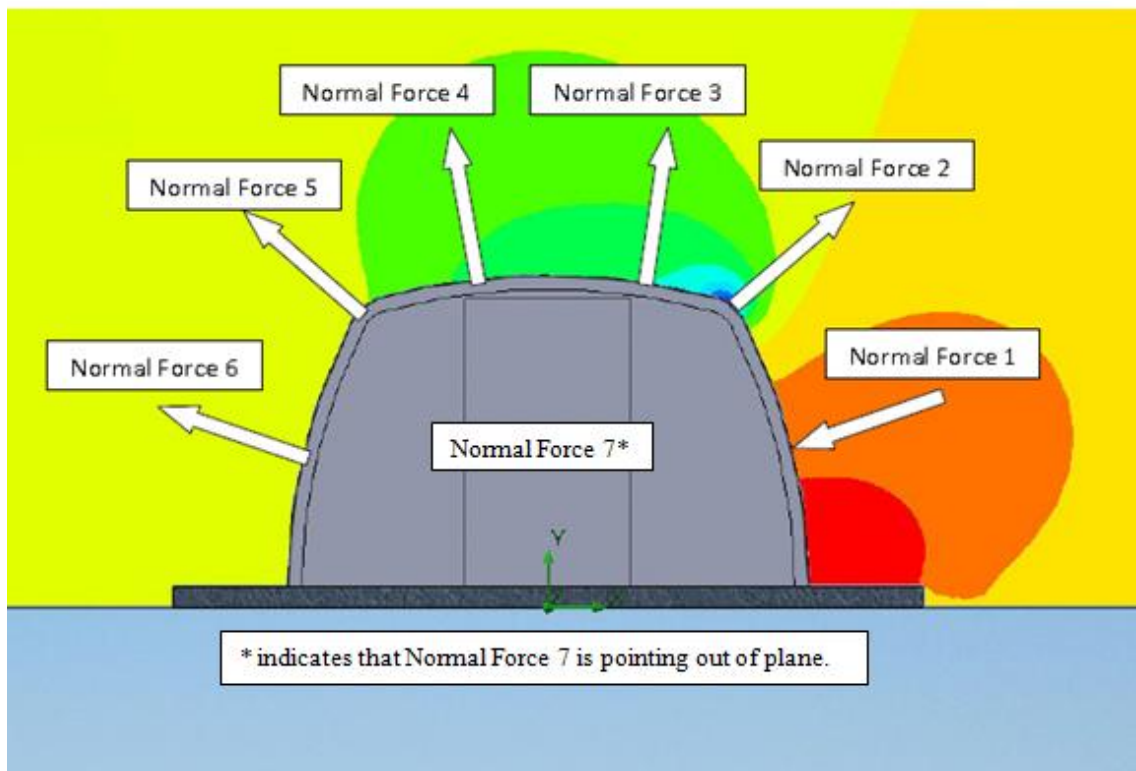 Normal Force 4
Normal Force 3
Normal Force 5
Normal Force 2
Normal Force 6
Normal Force 1
Normal Force 7*
Y
* indicates that Normal Force 7 is pointing out of plane.